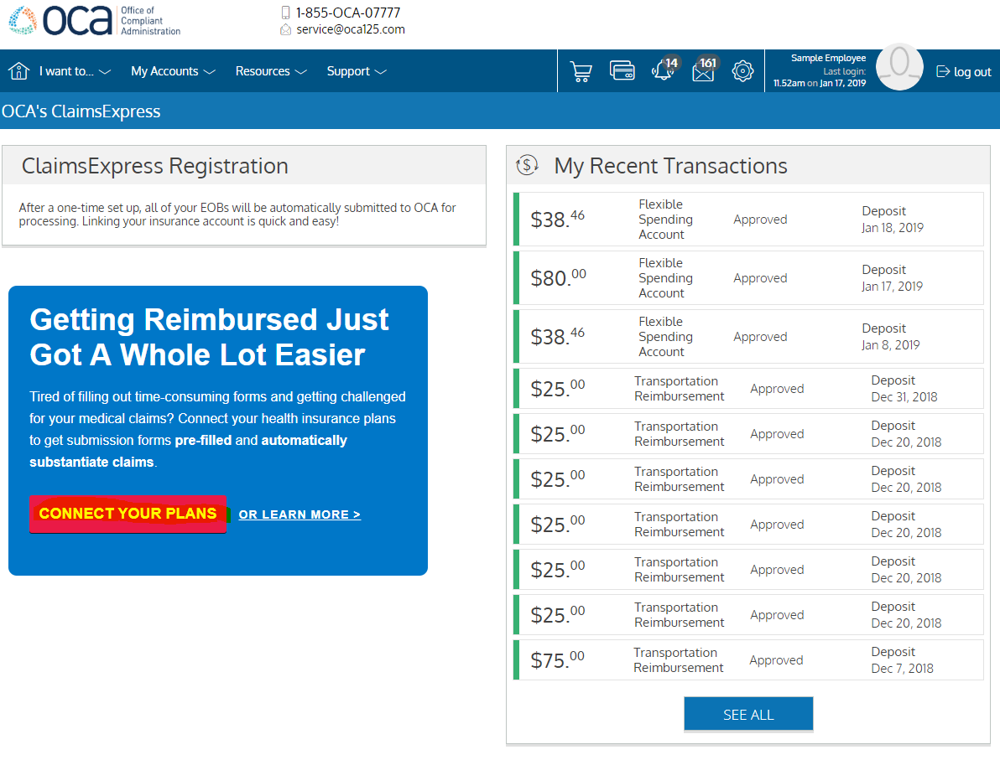 oca
Office of
Compliant
Administration
1-855-OCA-07777
service@oca125.com
I want to...
My Accounts
Resources
Support
14
161
Sample Employee
Last login:
11.52am on Jan 17, 2019
log out
OCA's ClaimsExpress
ClaimsExpress Registration
After a one-time set up, all of your EOBs will be automatically submitted to OCA for
processing. Linking your insurance account is quick and easy!
Getting Reimbursed Just
Got A Whole Lot Easier
Tired of filling out time-consuming forms and getting challenged
for your medical claims? Connect your health insurance plans
to get submission forms pre-filled and automatically
substantiate claims.
CONNECT YOUR PLANS
OR LEARN MORE >
$ My Recent Transactions
$38.46
Flexible
Spending
Account
Approved
Deposit
Jan 18, 2019
$80.00
Flexible
Spending
Account
Approved
Deposit
Jan 17, 2019
$38.46
Flexible
Spending
Account
Approved
Deposit
Jan 8, 2019
$25.00
Transportation
Reimbursement
Approved
Deposit
Dec 31, 2018
$25.00
Transportation
Reimbursement
Approved
Deposit
Dec 20, 2018
$25.00
Transportation
Reimbursement
Approved
Deposit
Dec 20, 2018
$25.00
Transportation
Reimbursement
Approved
Deposit
Dec 20, 2018
$25.00
Transportation
Reimbursement
Approved
Deposit
Dec 20, 2018
$25.00
Transportation
Reimbursement
Approved
Deposit
Dec 20, 2018
$75.00
Transportation
Reimbursement
Approved
Deposit
Dec 7, 2018
SEE ALL